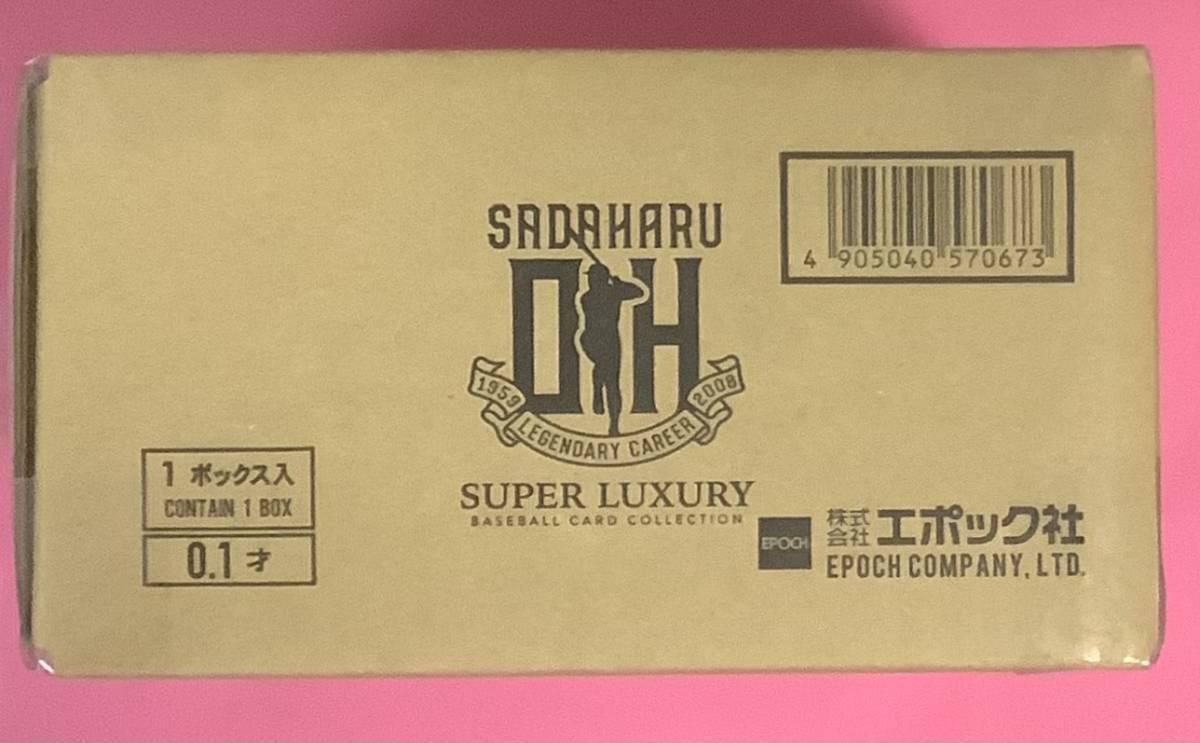 SADAHARU
OH
1959 2008
LEGENDARY CAREER
SUPER LUXURY
BASEBALL CARD COLLECTION
4 905040 570673
1 ボックス入
CONTAIN 1 BOX
0.1 才
EPOCH
株式会社 エポック社
EPOCH COMPANY, LTD.